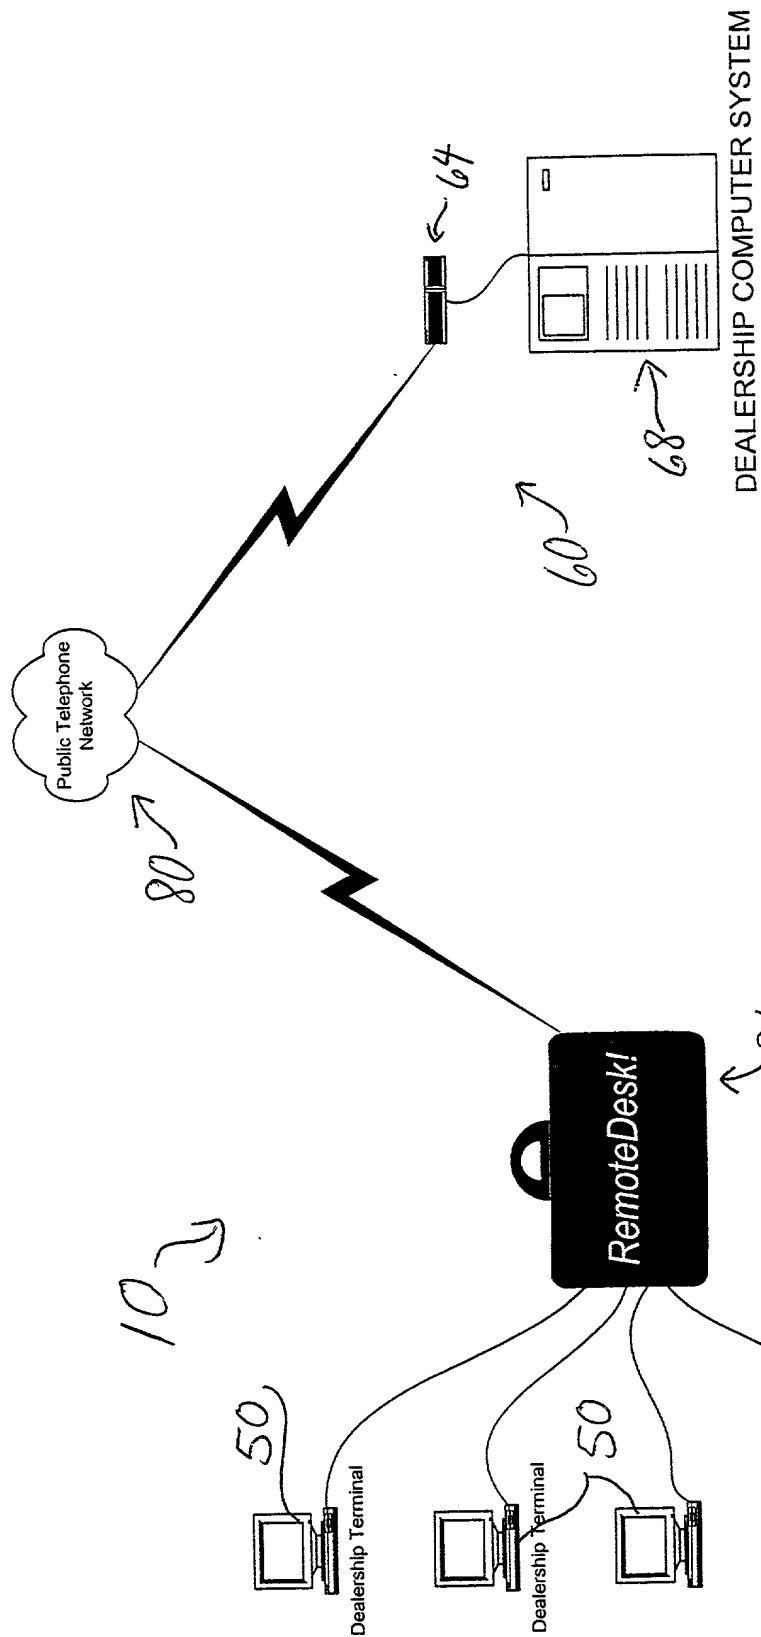 Public Telephone
Network
80
64
60
68
DEALERSHIP COMPUTER SYSTEM
10
50
Dealership Terminal
RemoteDesk!
Dealership Terminal
50